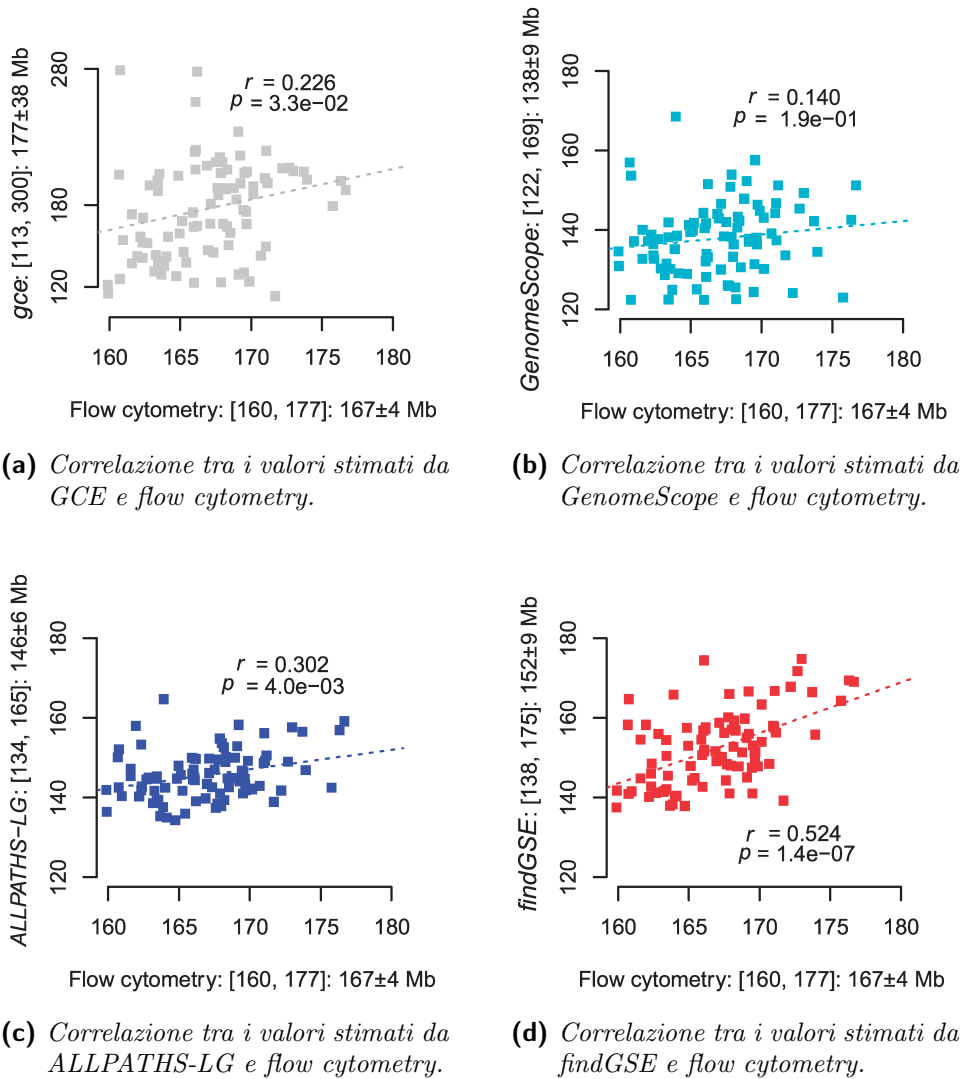 gce: [113, 300]: 177±38 Mb
280
180
120
r = 0.226
p = 3.3e−02
160 165 170 175 180
Flow cytometry: [160, 177]: 167±4 Mb
(a) Correlazione tra i valori stimati da
GCE e flow cytometry.
GenomeScope: [122, 169]: 138±9 Mb
180
160
140
120
r = 0.140
p = 1.9e−01
160 165 170 175 180
Flow cytometry: [160, 177]: 167±4 Mb
(b) Correlazione tra i valori stimati da
GenomeScope e flow cytometry.
ALLPATHS−LG: [134, 165]: 146±6 Mb
180
160
140
120
r = 0.302
p = 4.0e−03
160 165 170 175 180
Flow cytometry: [160, 177]: 167±4 Mb
(c) Correlazione tra i valori stimati da
ALLPATHS-LG e flow cytometry.
findGSE: [138, 175]: 152±9 Mb
180
160
140
120
r = 0.524
p = 1.4e−07
160 165 170 175 180
Flow cytometry: [160, 177]: 167±4 Mb
(d) Correlazione tra i valori stimati da
findGSE e flow cytometry.